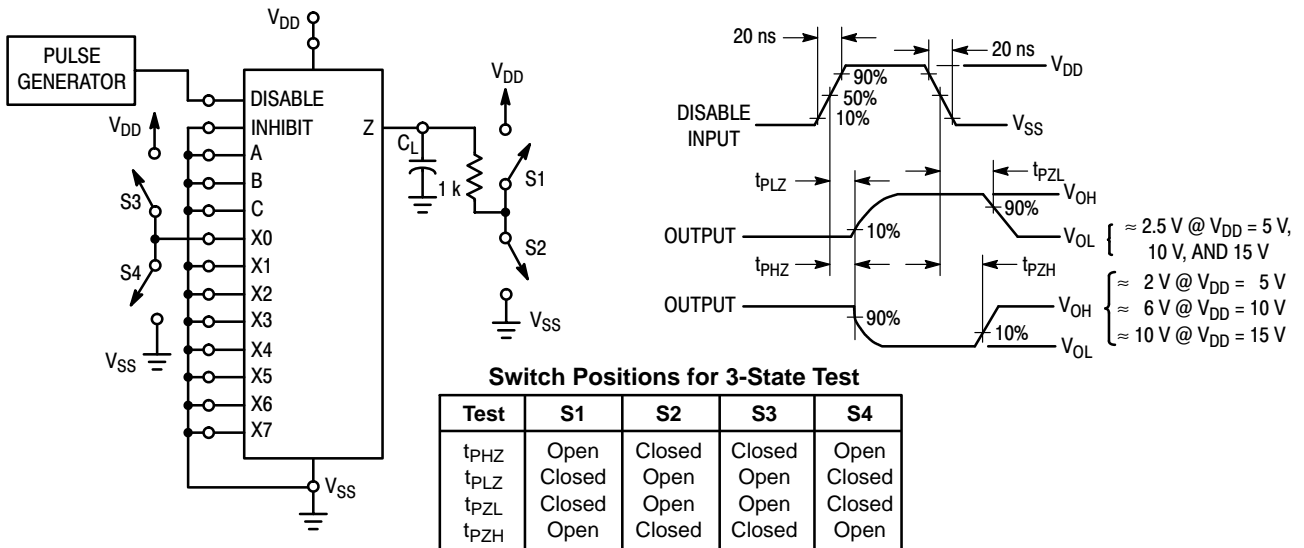 V_DD
PULSE
GENERATOR
DISABLE
INHIBIT
A
B
C
X0
X1
X2
X3
X4
X5
X6
X7
Z
V_DD
S3
S4
V_SS
V_SS
C_L
1 k
V_DD
S1
S2
V_SS
20 ns
20 ns
V_DD
90%
50%
10%
DISABLE
INPUT
V_SS
t_PLZ
t_PZL
V_OH
90%
OUTPUT
10%
V_OL
≈ 2.5 V @ V_DD = 5 V,
10 V, AND 15 V
t_PHZ
t_PZH
OUTPUT
90%
V_OH
10%
V_OL
≈ 2 V @ V_DD = 5 V
≈ 6 V @ V_DD = 10 V
≈ 10 V @ V_DD = 15 V
Switch Positions for 3-State Test
Test S1 S2 S3 S4
t_PHZ Open Closed Closed Open
t_PLZ Closed Open Open Closed
t_PZL Closed Open Open Closed
t_PZH Open Closed Closed Open